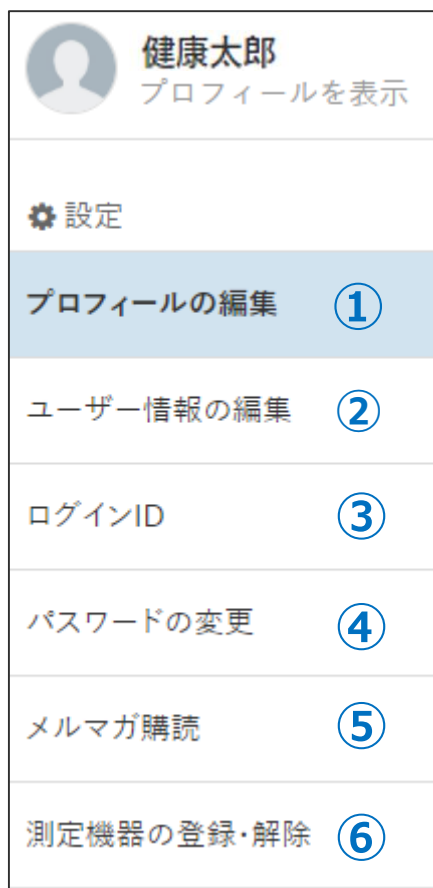 健康太郎
プロフィールを表示
設定
プロフィールの編集 ①
ユーザー情報の編集 ②
ログインID ③
パスワードの変更 ④
メルマガ購読 ⑤
測定機器の登録・解除 ⑥